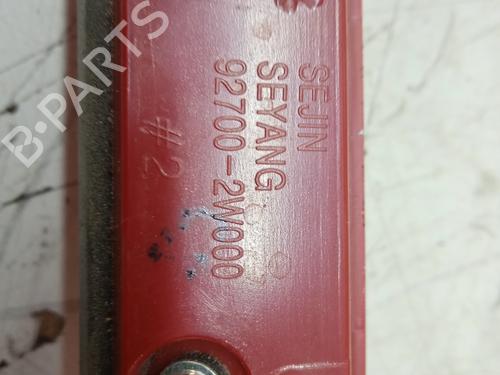 SEJIN
SEYANG
92700-2W000
#2
B-PARTS